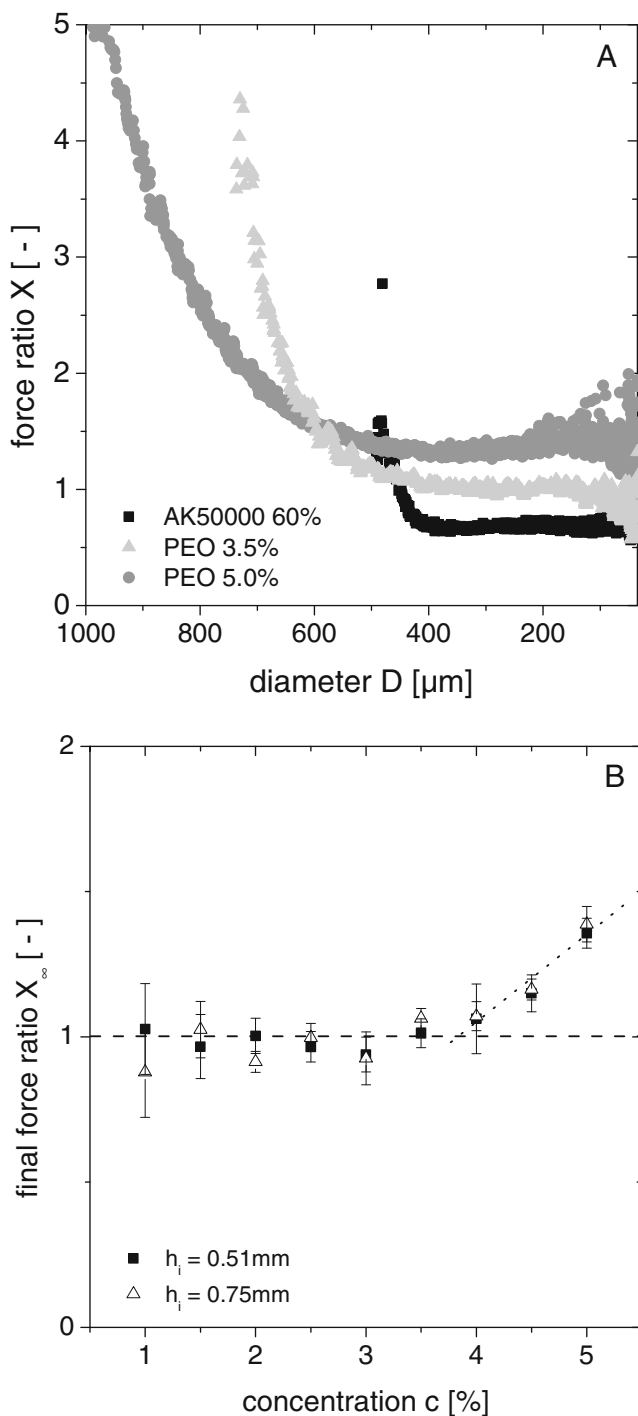 A
5
4
3
2
1
0
force ratio X [ - ]
AK50000 60%
PEO 3.5%
PEO 5.0%
1000 800 600 400 200
diameter D [µm]
B
2
1
0
final force ratio X∞ [ - ]
hi = 0.51mm
hi = 0.75mm
1 2 3 4 5
concentration c [%]